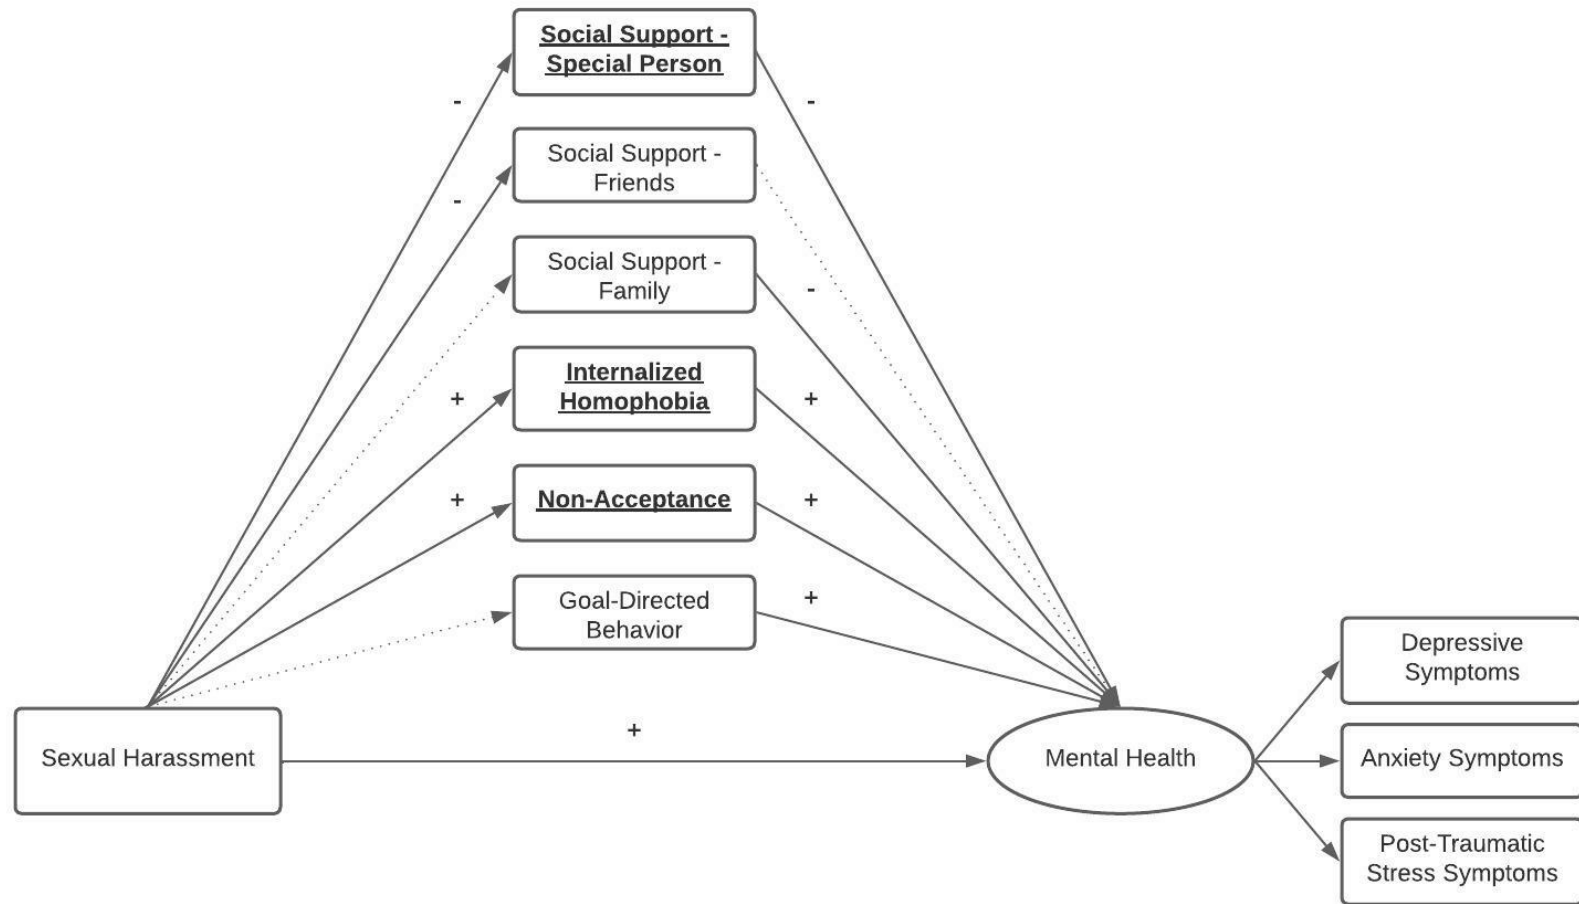 Social Support -
Special Person
-
-
Social Support -
Friends
-
Social Support -
Family
-
Internalized
Homophobia
+
+
Non-Acceptance
+
+
Goal-Directed
Behavior
+
Sexual Harassment
+
Mental Health
Depressive
Symptoms
Anxiety Symptoms
Post-Traumatic
Stress Symptoms